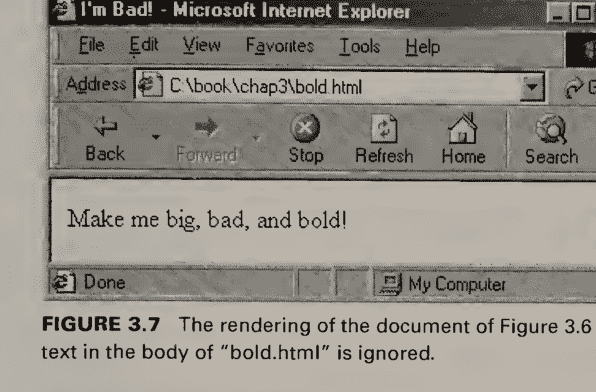 I'm Bad! - Microsoft Internet Explorer
File Edit View Favorites Tools Help
Address C:\book\chap3\bold.html
Back Forward Stop Refresh Home Search
Make me big, bad, and bold!
Done My Computer
FIGURE 3.7 The rendering of the document of Figure 3.6
text in the body of "bold.html" is ignored.